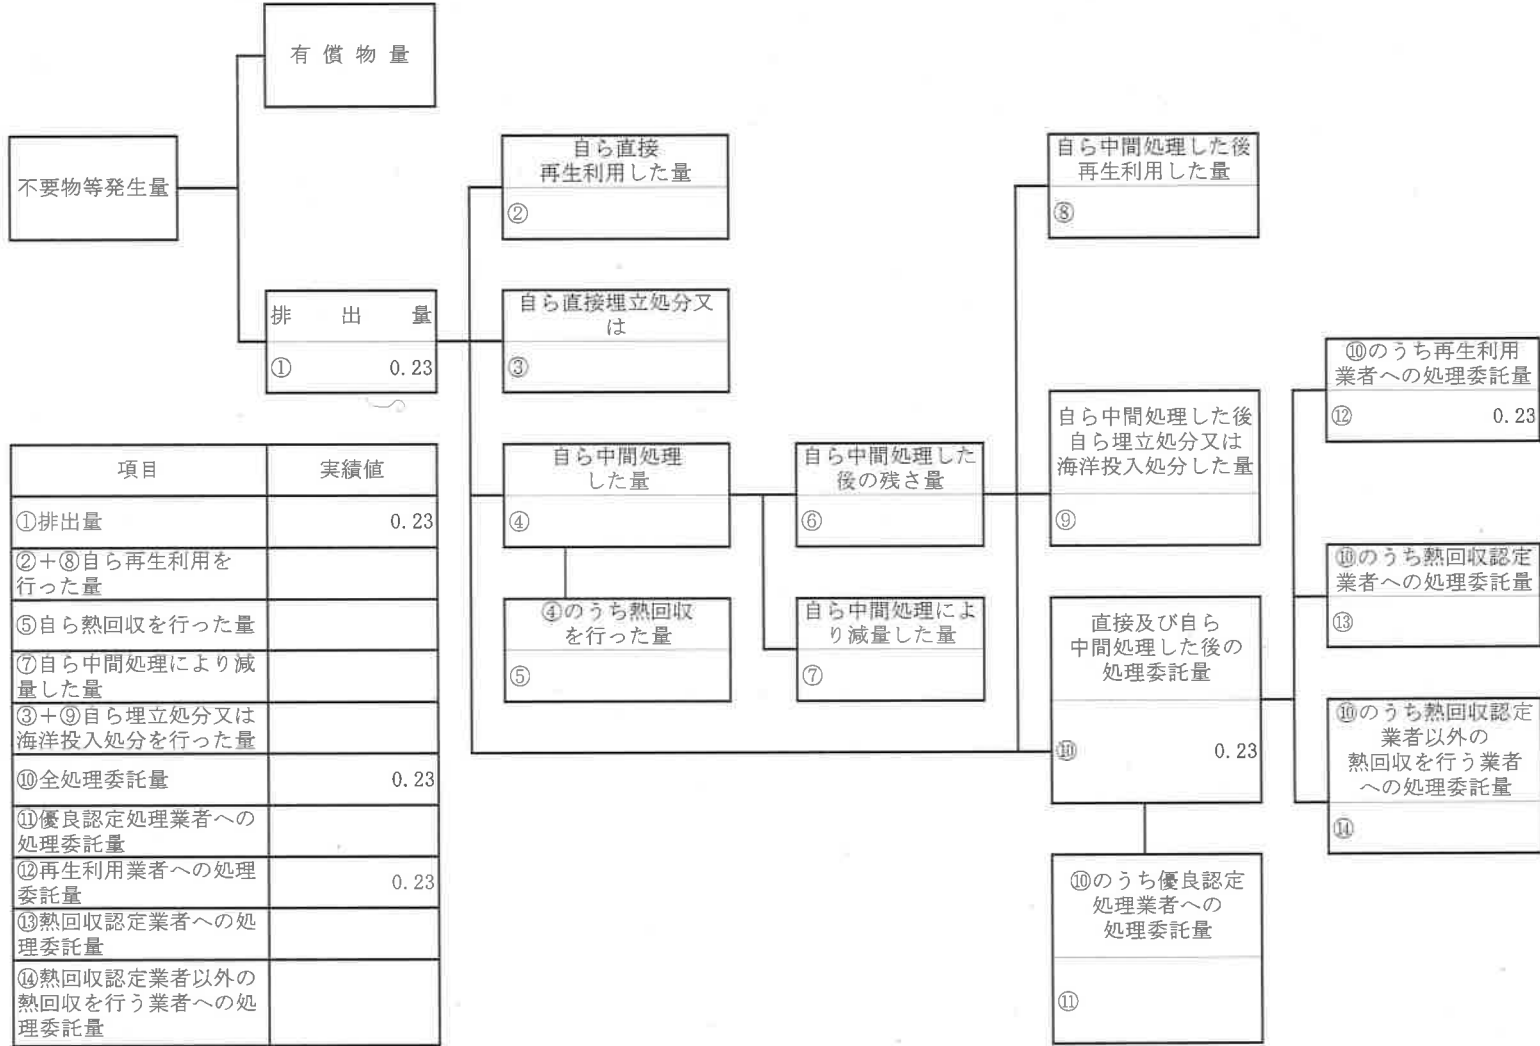 有償物量
不要物等発生量
排出量
① 0.23
自ら直接
再生利用した量
②
自ら直接埋立処分又
は
③
自ら中間処理
した量
④
④のうち熱回収
を行った量
⑤
自ら中間処理した
後の残さ量
⑥
自ら中間処理によ
り減量した量
⑦
自ら中間処理した後
再生利用した量
⑧
自ら中間処理した後
自ら埋立処分又は
海洋投入処分した量
⑨
直接及び自ら
中間処理した後の
処理委託量
⑩ 0.23
⑩のうち優良認定
処理業者への
処理委託量
⑪
⑩のうち再生利用
業者への処理委託量
⑫ 0.23
⑩のうち熱回収認定
業者への処理委託量
⑬
⑩のうち熱回収認定
業者以外の
熱回収を行う業者
への処理委託量
⑭
項目 実績値
①排出量 0.23
②+⑧自ら再生利用を
行った量
⑤自ら熱回収を行った量
⑦自ら中間処理により減
量した量
③+⑨自ら埋立処分又は
海洋投入処分を行った量
⑩全処理委託量 0.23
⑪優良認定処理業者への
処理委託量
⑫再生利用業者への処理
委託量 0.23
⑬熱回収認定業者への処
理委託量
⑭熱回収認定業者以外の
熱回収を行う業者への処
理委託量